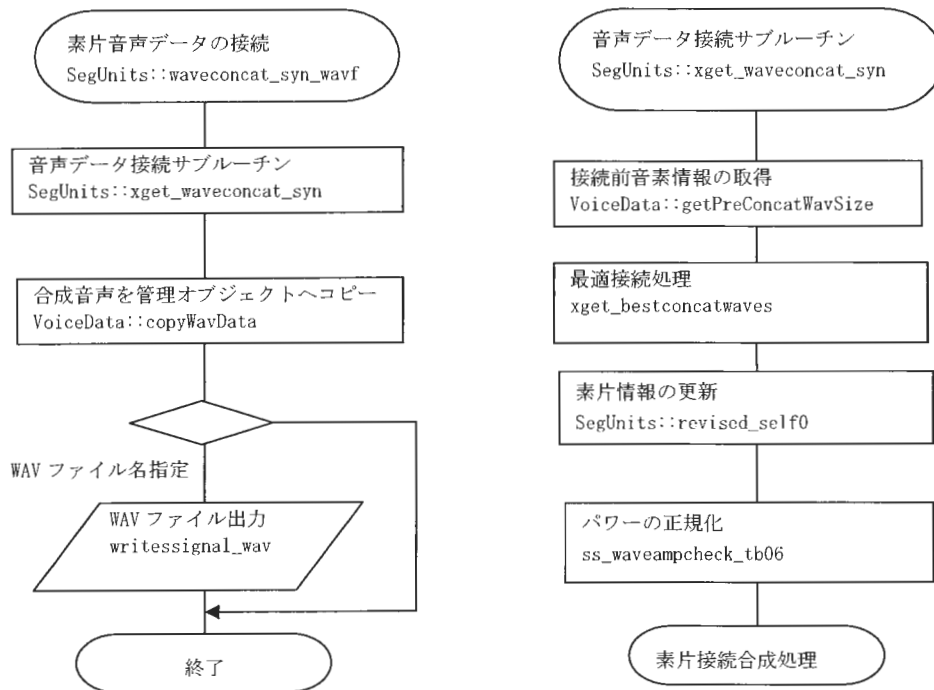 素片音声データの接続
SegUnits::waveconcat_syn_wavf
音声データ接続サブルーチン
SegUnits::xget_waveconcat_syn
合成音声を管理オブジェクトへコピー
VoiceData::copyWavData
WAV ファイル名指定
WAV ファイル出力
writessignal_wav
終了
音声データ接続サブルーチン
SegUnits::xget_waveconcat_syn
接続前音素情報の取得
VoiceData::getPreConcatWavSize
最適接続処理
xget_bestconcatwaves
素片情報の更新
SegUnits::revised_self0
パワーの正規化
ss_waveampcheck_tb06
素片接続合成処理